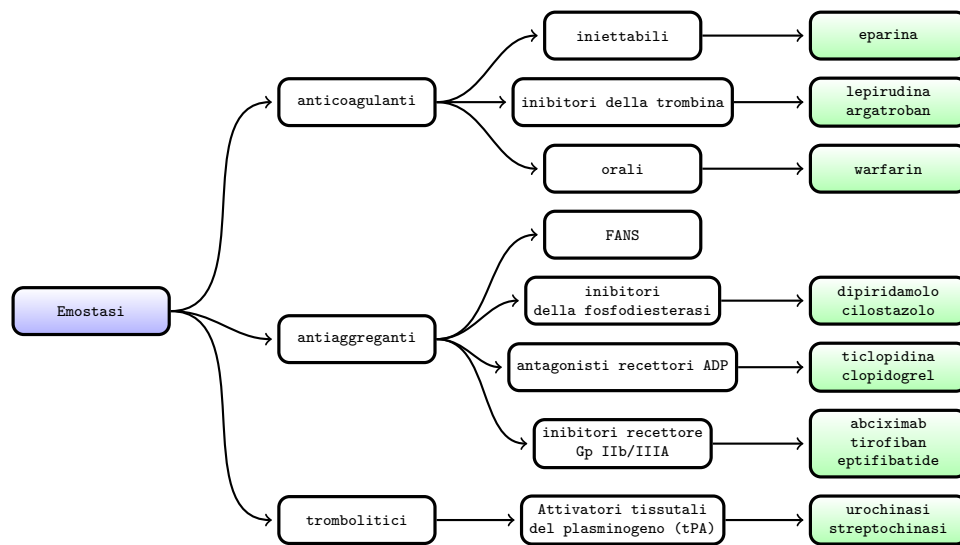 Emostasi
anticoagulanti
iniettabili
eparina
inibitori della trombina
lepirudina
argatroban
orali
warfarin
antiaggreganti
FANS
inibitori
della fosfodiesterasi
dipiridamolo
cilostazolo
antagonisti recettori ADP
ticlopidina
clopidogrel
inibitori recettore
Gp IIb/IIIA
abciximab
tirofiban
eptifibatide
trombolitici
Attivatori tissutali
del plasminogeno (tPA)
urochinasi
streptochinasi